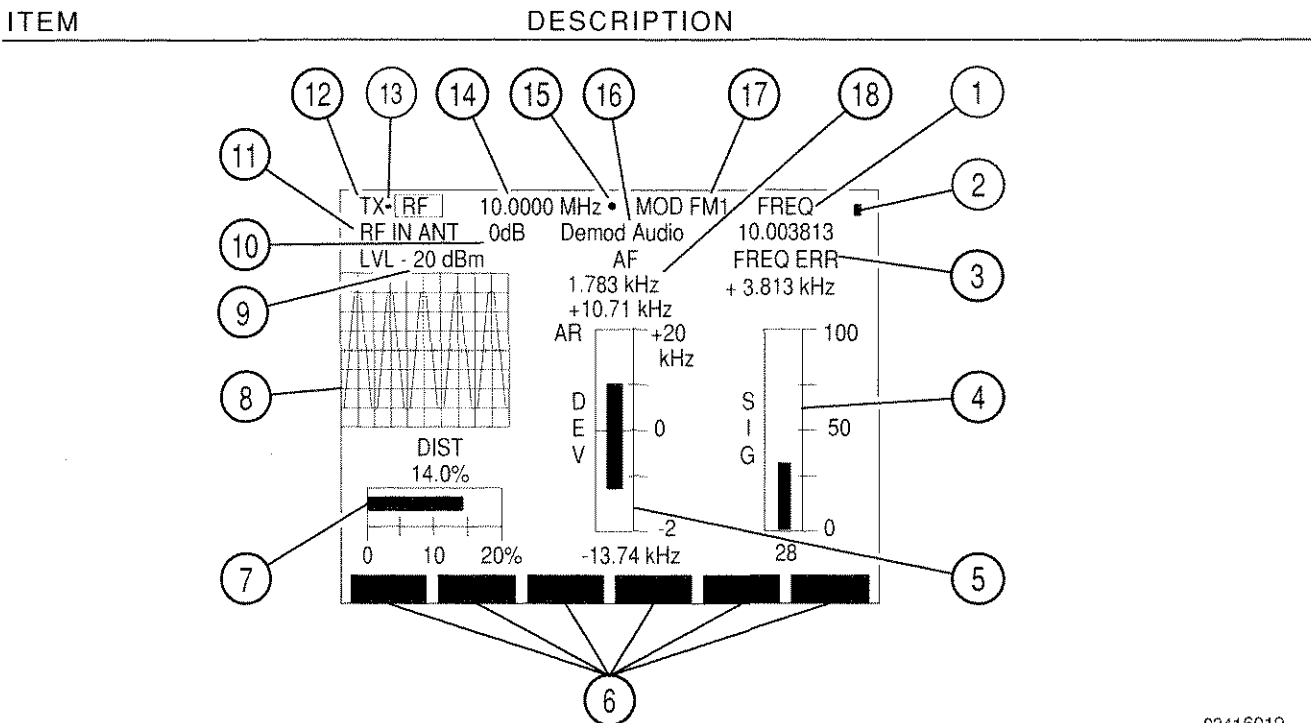 ITEM DESCRIPTION
12 13 14 15 16 17 18 1
11
2
TX• RF 10.0000 MHz • MOD FM1 FREQ
10
RF IN ANT 0dB Demod Audio 10.003813
LVL - 20 dBm AF FREQ ERR
3
1.783 kHz + 3.813 kHz
9
+10.71 kHz
AR +20 100
kHz
8
4
D E V 0
S I G 50
DIST
14.0%
-2 0
0 10 20% -13.74 kHz 28
7
5
6
02416019